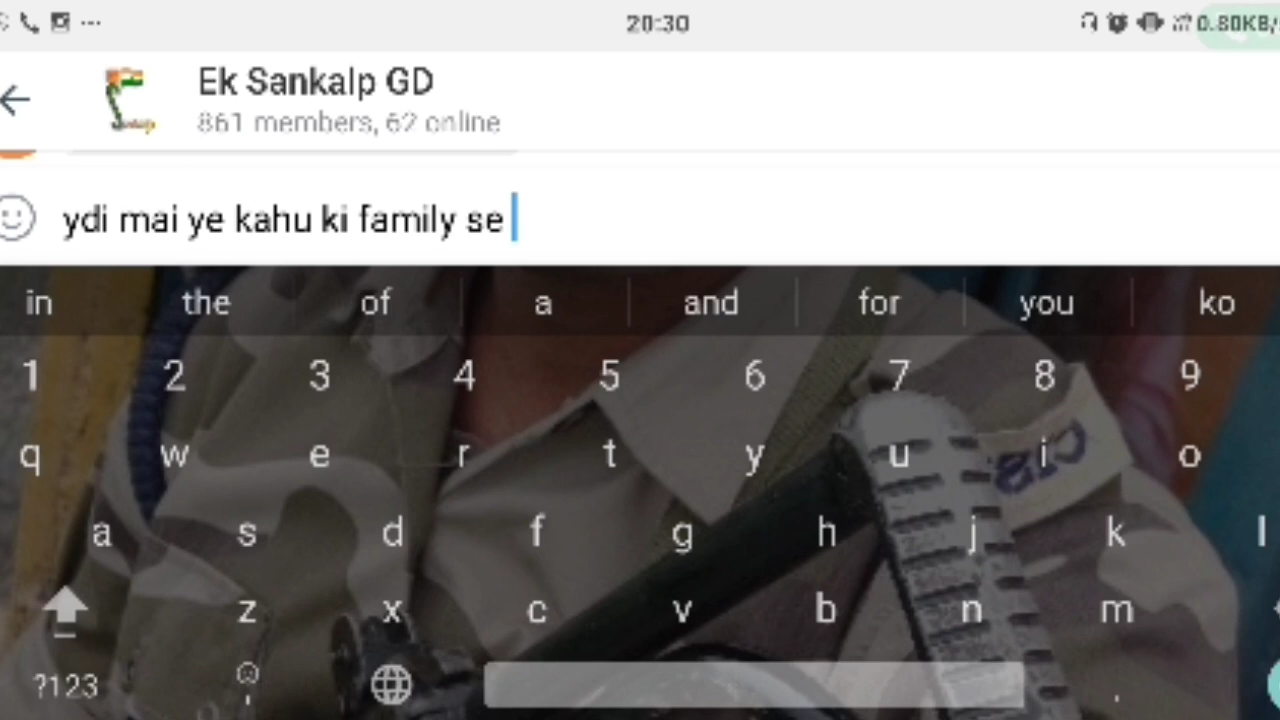 20:30 0.80KB/
Ek Sankalp GD
861 members, 62 online
ydi mai ye kahu ki family se
in the of a and for you ko
1 2 3 4 5 6 7 8 9
q w e r t y u i o
a s d f g h j k l
z x c v b n m
?123 , .